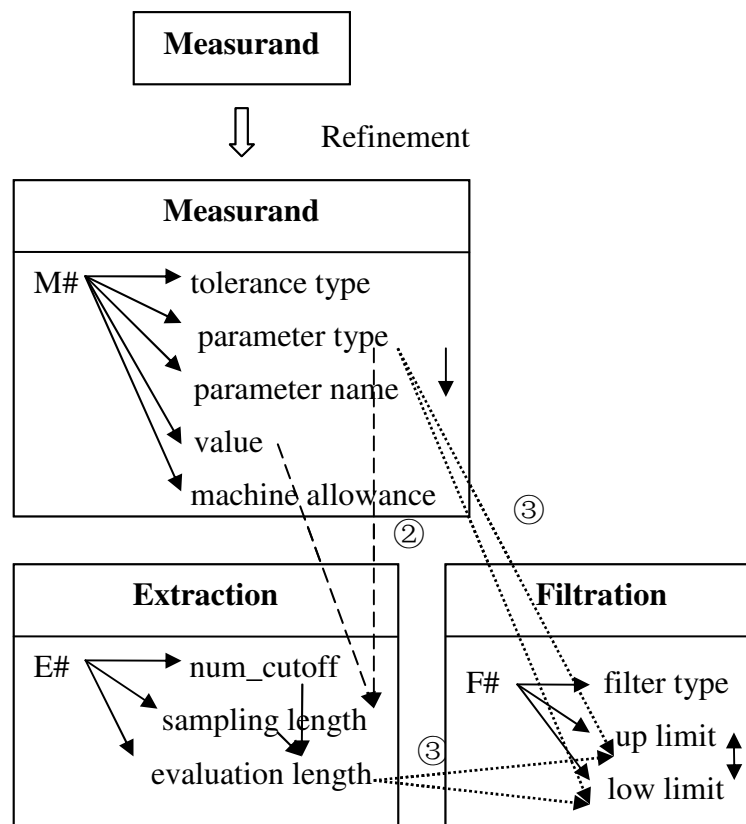 Measurand
Refinement
Measurand
M# tolerance type
parameter type
parameter name
value
machine allowance
②
③
Extraction
E# num_cutoff
sampling length
evaluation length
③
Filtration
F# filter type
up limit
low limit